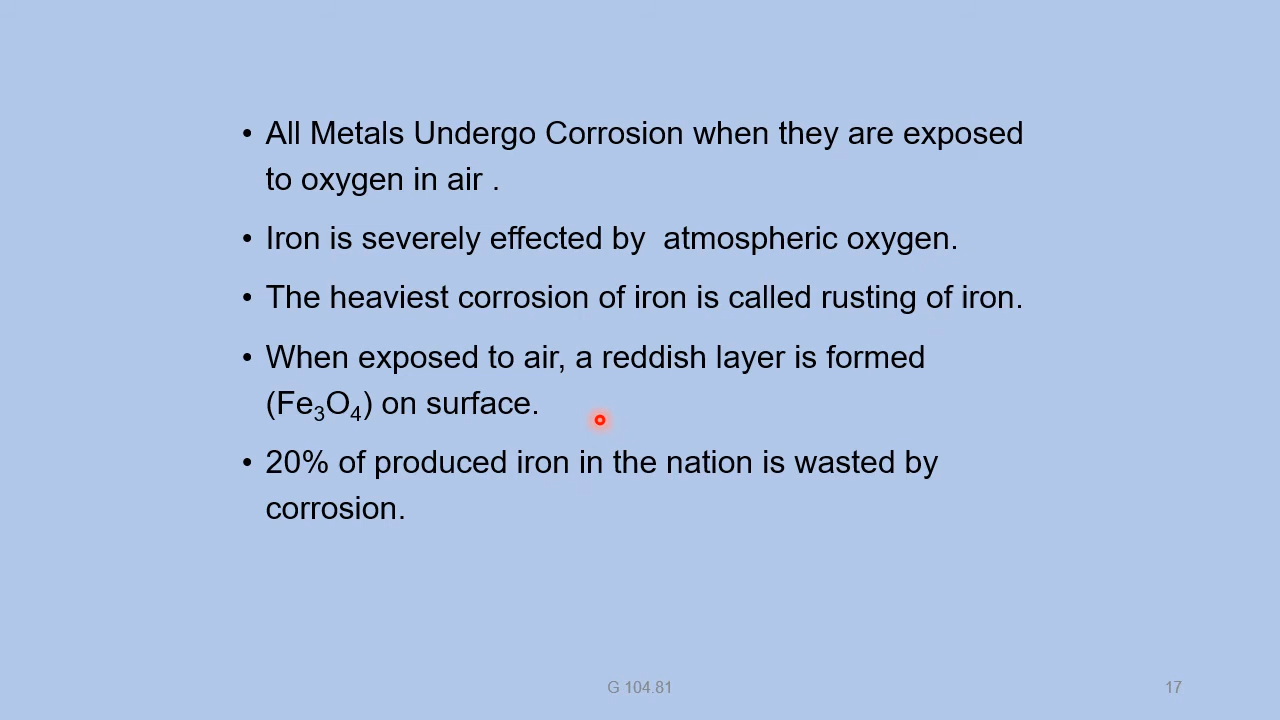 • All Metals Undergo Corrosion when they are exposed
to oxygen in air .
• Iron is severely effected by  atmospheric oxygen.
• The heaviest corrosion of iron is called rusting of iron.
• When exposed to air, a reddish layer is formed
(Fe₃O₄) on surface.
• 20% of produced iron in the nation is wasted by
corrosion.
G 104.81
17